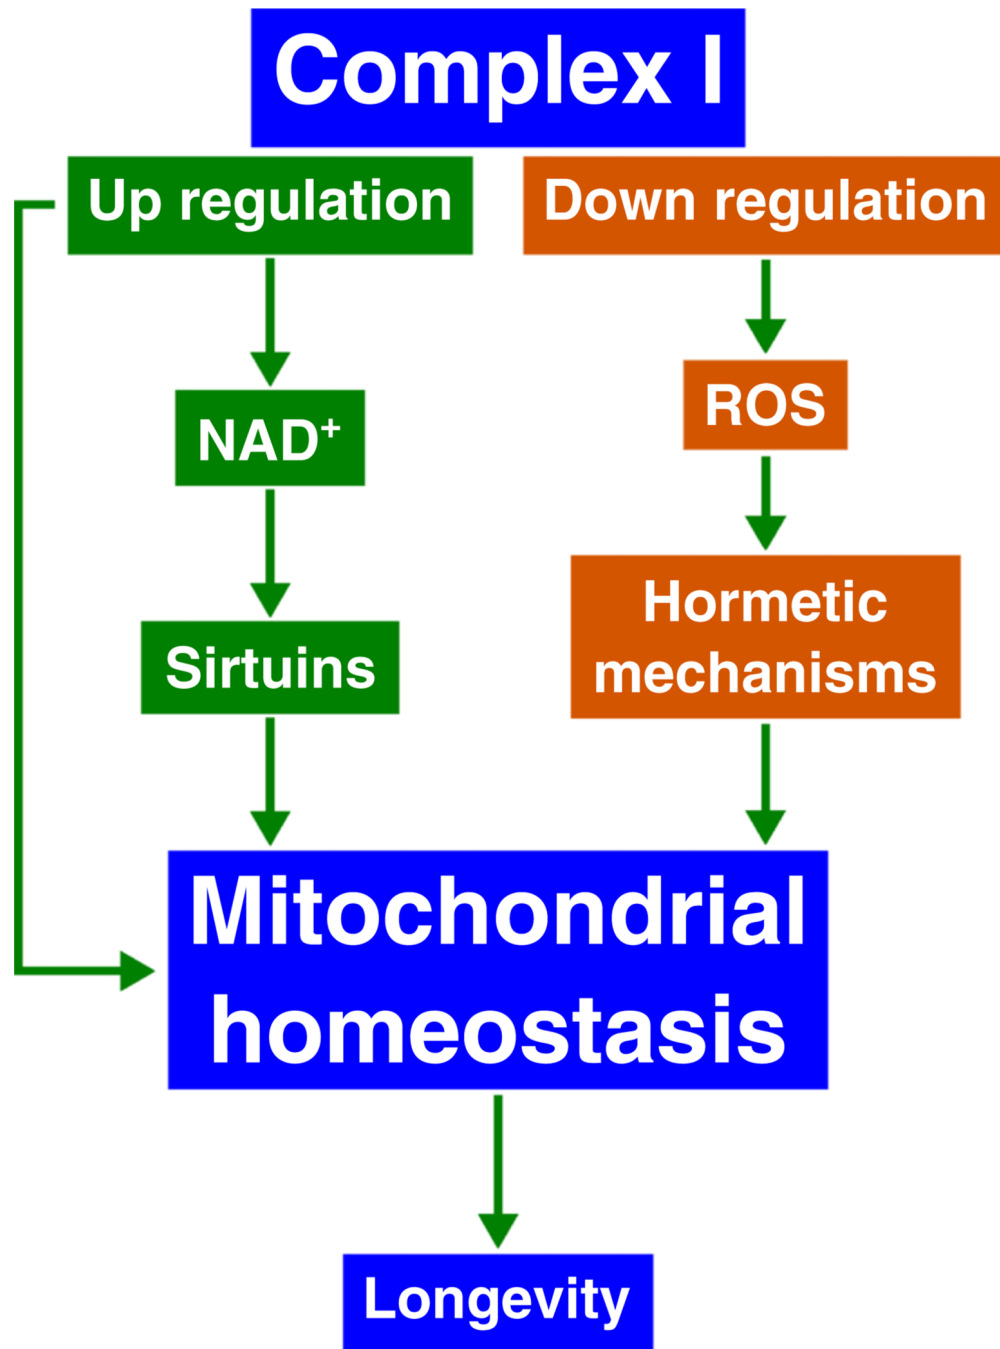 Complex I
Up regulation
Down regulation
NAD⁺
ROS
Sirtuins
Hormetic
mechanisms
Mitochondrial
homeostasis
Longevity